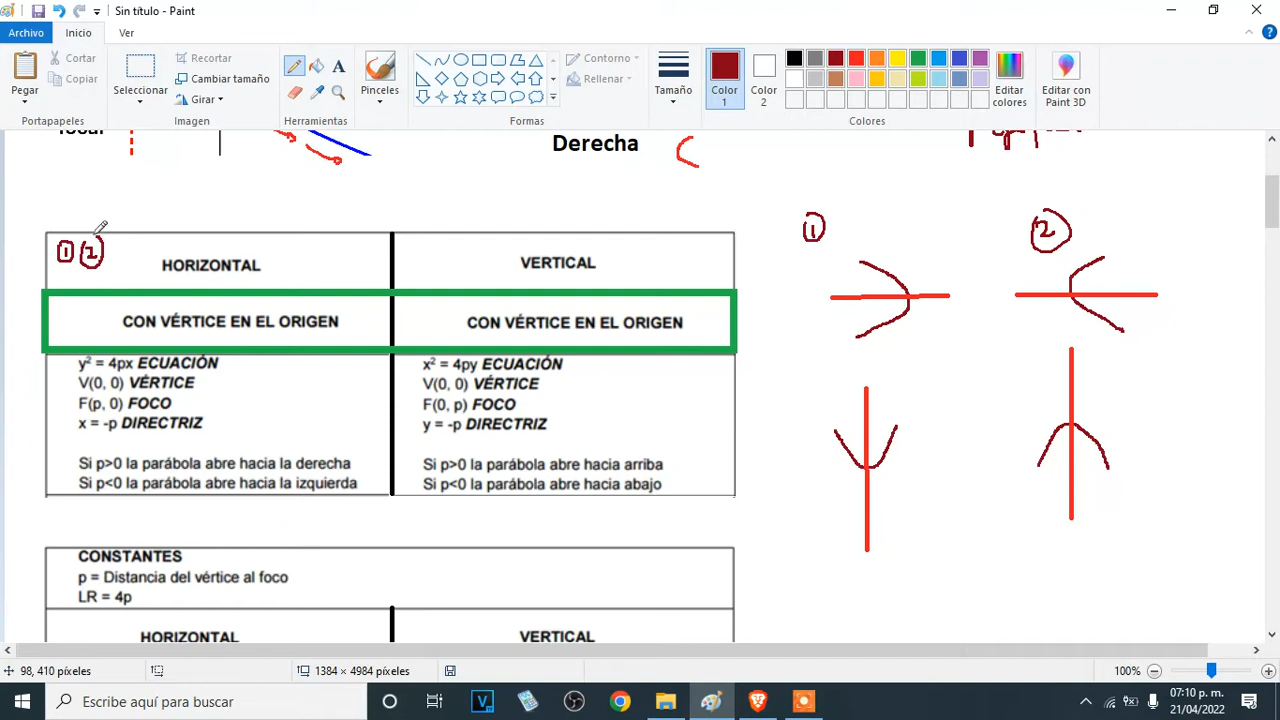 Sin título - Paint
Archivo Inicio Ver
Pegar
Cortar
Copiar
Portapapeles
Seleccionar
Recortar
Cambiar tamaño
Girar
Imagen
A
Herramientas
Pinceles
Contorno
Rellenar
Formas
Tamaño
Color 1
Color 2
Editar colores
Editar con Paint 3D
Colores
Derecha
1 2
HORIZONTAL
VERTICAL
CON VÉRTICE EN EL ORIGEN
CON VÉRTICE EN EL ORIGEN
y² = 4px ECUACIÓN
V(0, 0) VÉRTICE
F(p, 0) FOCO
x = -p DIRECTRIZ
Si p>0 la parábola abre hacia la derecha
Si p<0 la parábola abre hacia la izquierda
x² = 4py ECUACIÓN
V(0, 0) VÉRTICE
F(0, p) FOCO
y = -p DIRECTRIZ
Si p>0 la parábola abre hacia arriba
Si p<0 la parábola abre hacia abajo
CONSTANTES
p = Distancia del vértice al foco
LR = 4p
HORIZONTAL
VERTICAL
1
2
98, 410 píxeles
1384 × 4984 píxeles
100%
Escribe aquí para buscar
07:10 p. m.
21/04/2022